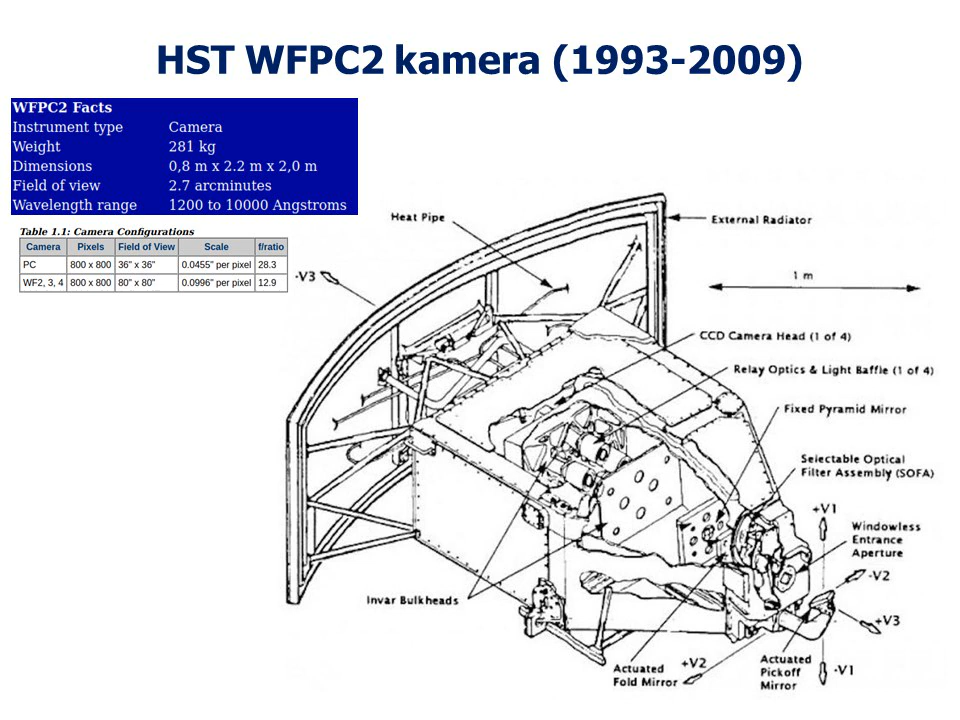 HST WFPC2 kamera (1993-2009)
WFPC2 Facts
Instrument type Camera
Weight 281 kg
Dimensions 0,8 m x 2.2 m x 2,0 m
Field of view 2.7 arcminutes
Wavelength range 1200 to 10000 Angstroms
Table 1.1: Camera Configurations
Camera Pixels Field of View Scale f/ratio
PC 800 x 800 36" x 36" 0.0455" per pixel 28.3
WF2, 3, 4 800 x 800 80" x 80" 0.0996" per pixel 12.9
Heat Pipe
External Radiator
-V3
1 m
CCD Camera Head (1 of 4)
Relay Optics & Light Baffle (1 of 4)
Fixed Pyramid Mirror
Selectable Optical
Filter Assembly (SOFA)
+V1
Windowless
Entrance
Aperture
-V2
Invar Bulkheads
+V3
Actuated
Fold Mirror
+V2
Actuated
Pickoff
Mirror
-V1